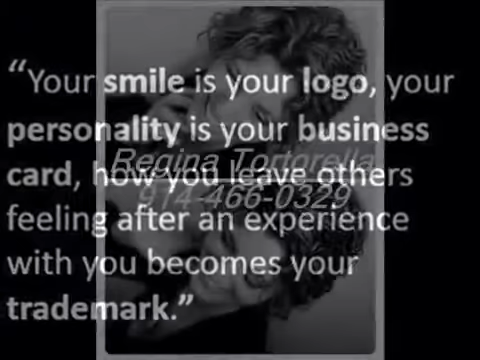 “Your smile is your logo, your
personality is your business
Regina Tortorella
card, how you leave others
514-466-0329
feeling after an experience
with you becomes your
trademark.”